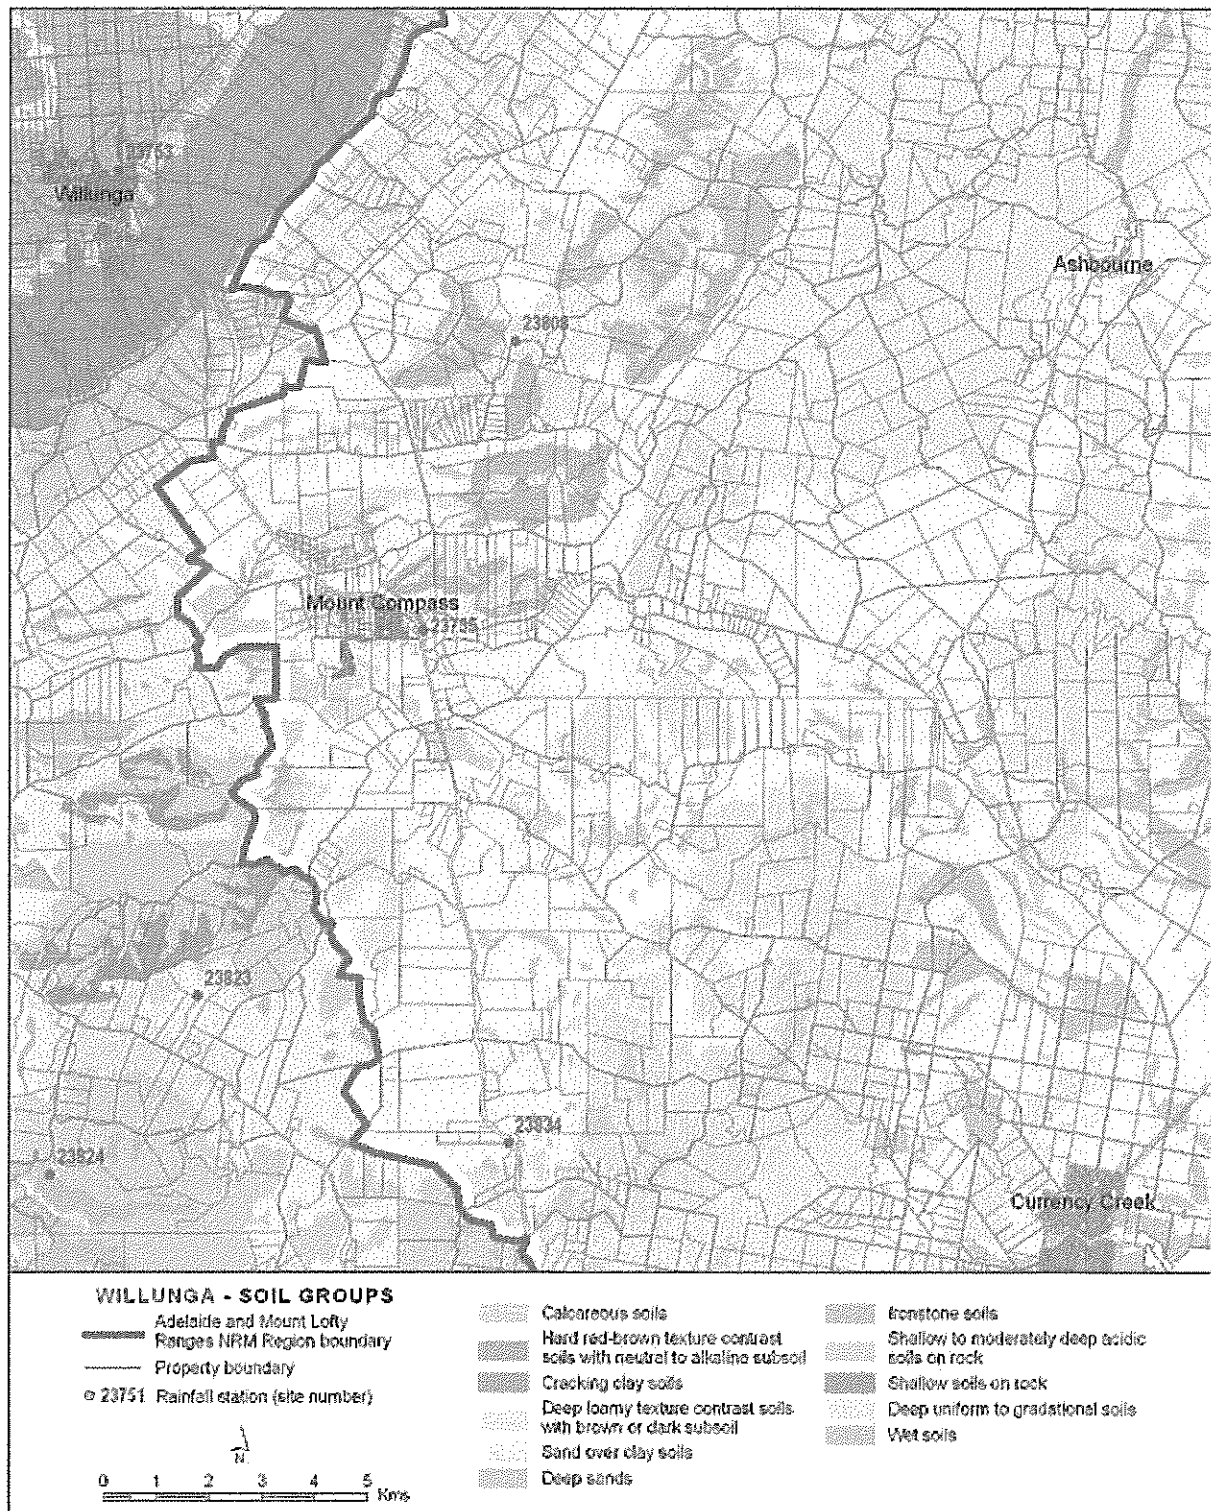 23753
Willunga
Ashbourne
23808
Mount Compass
23735
23823
23834
23824
Currency Creek
WILLUNGA - SOIL GROUPS
Adelaide and Mount Lofty
Ranges NRM Region boundary
Property boundary
23751 Rainfall station (site number)
N
0 1 2 3 4 5
Kms
Calcareous soils
Hard red-brown texture contrast
soils with neutral to alkaline subsoil
Cracking clay soils
Deep loamy texture contrast soils
with brown or dark subsoil
Sand over clay soils
Deep sands
Ironstone soils
Shallow to moderately deep acidic
soils on rock
Shallow soils on rock
Deep uniform to gradational soils
Wet soils